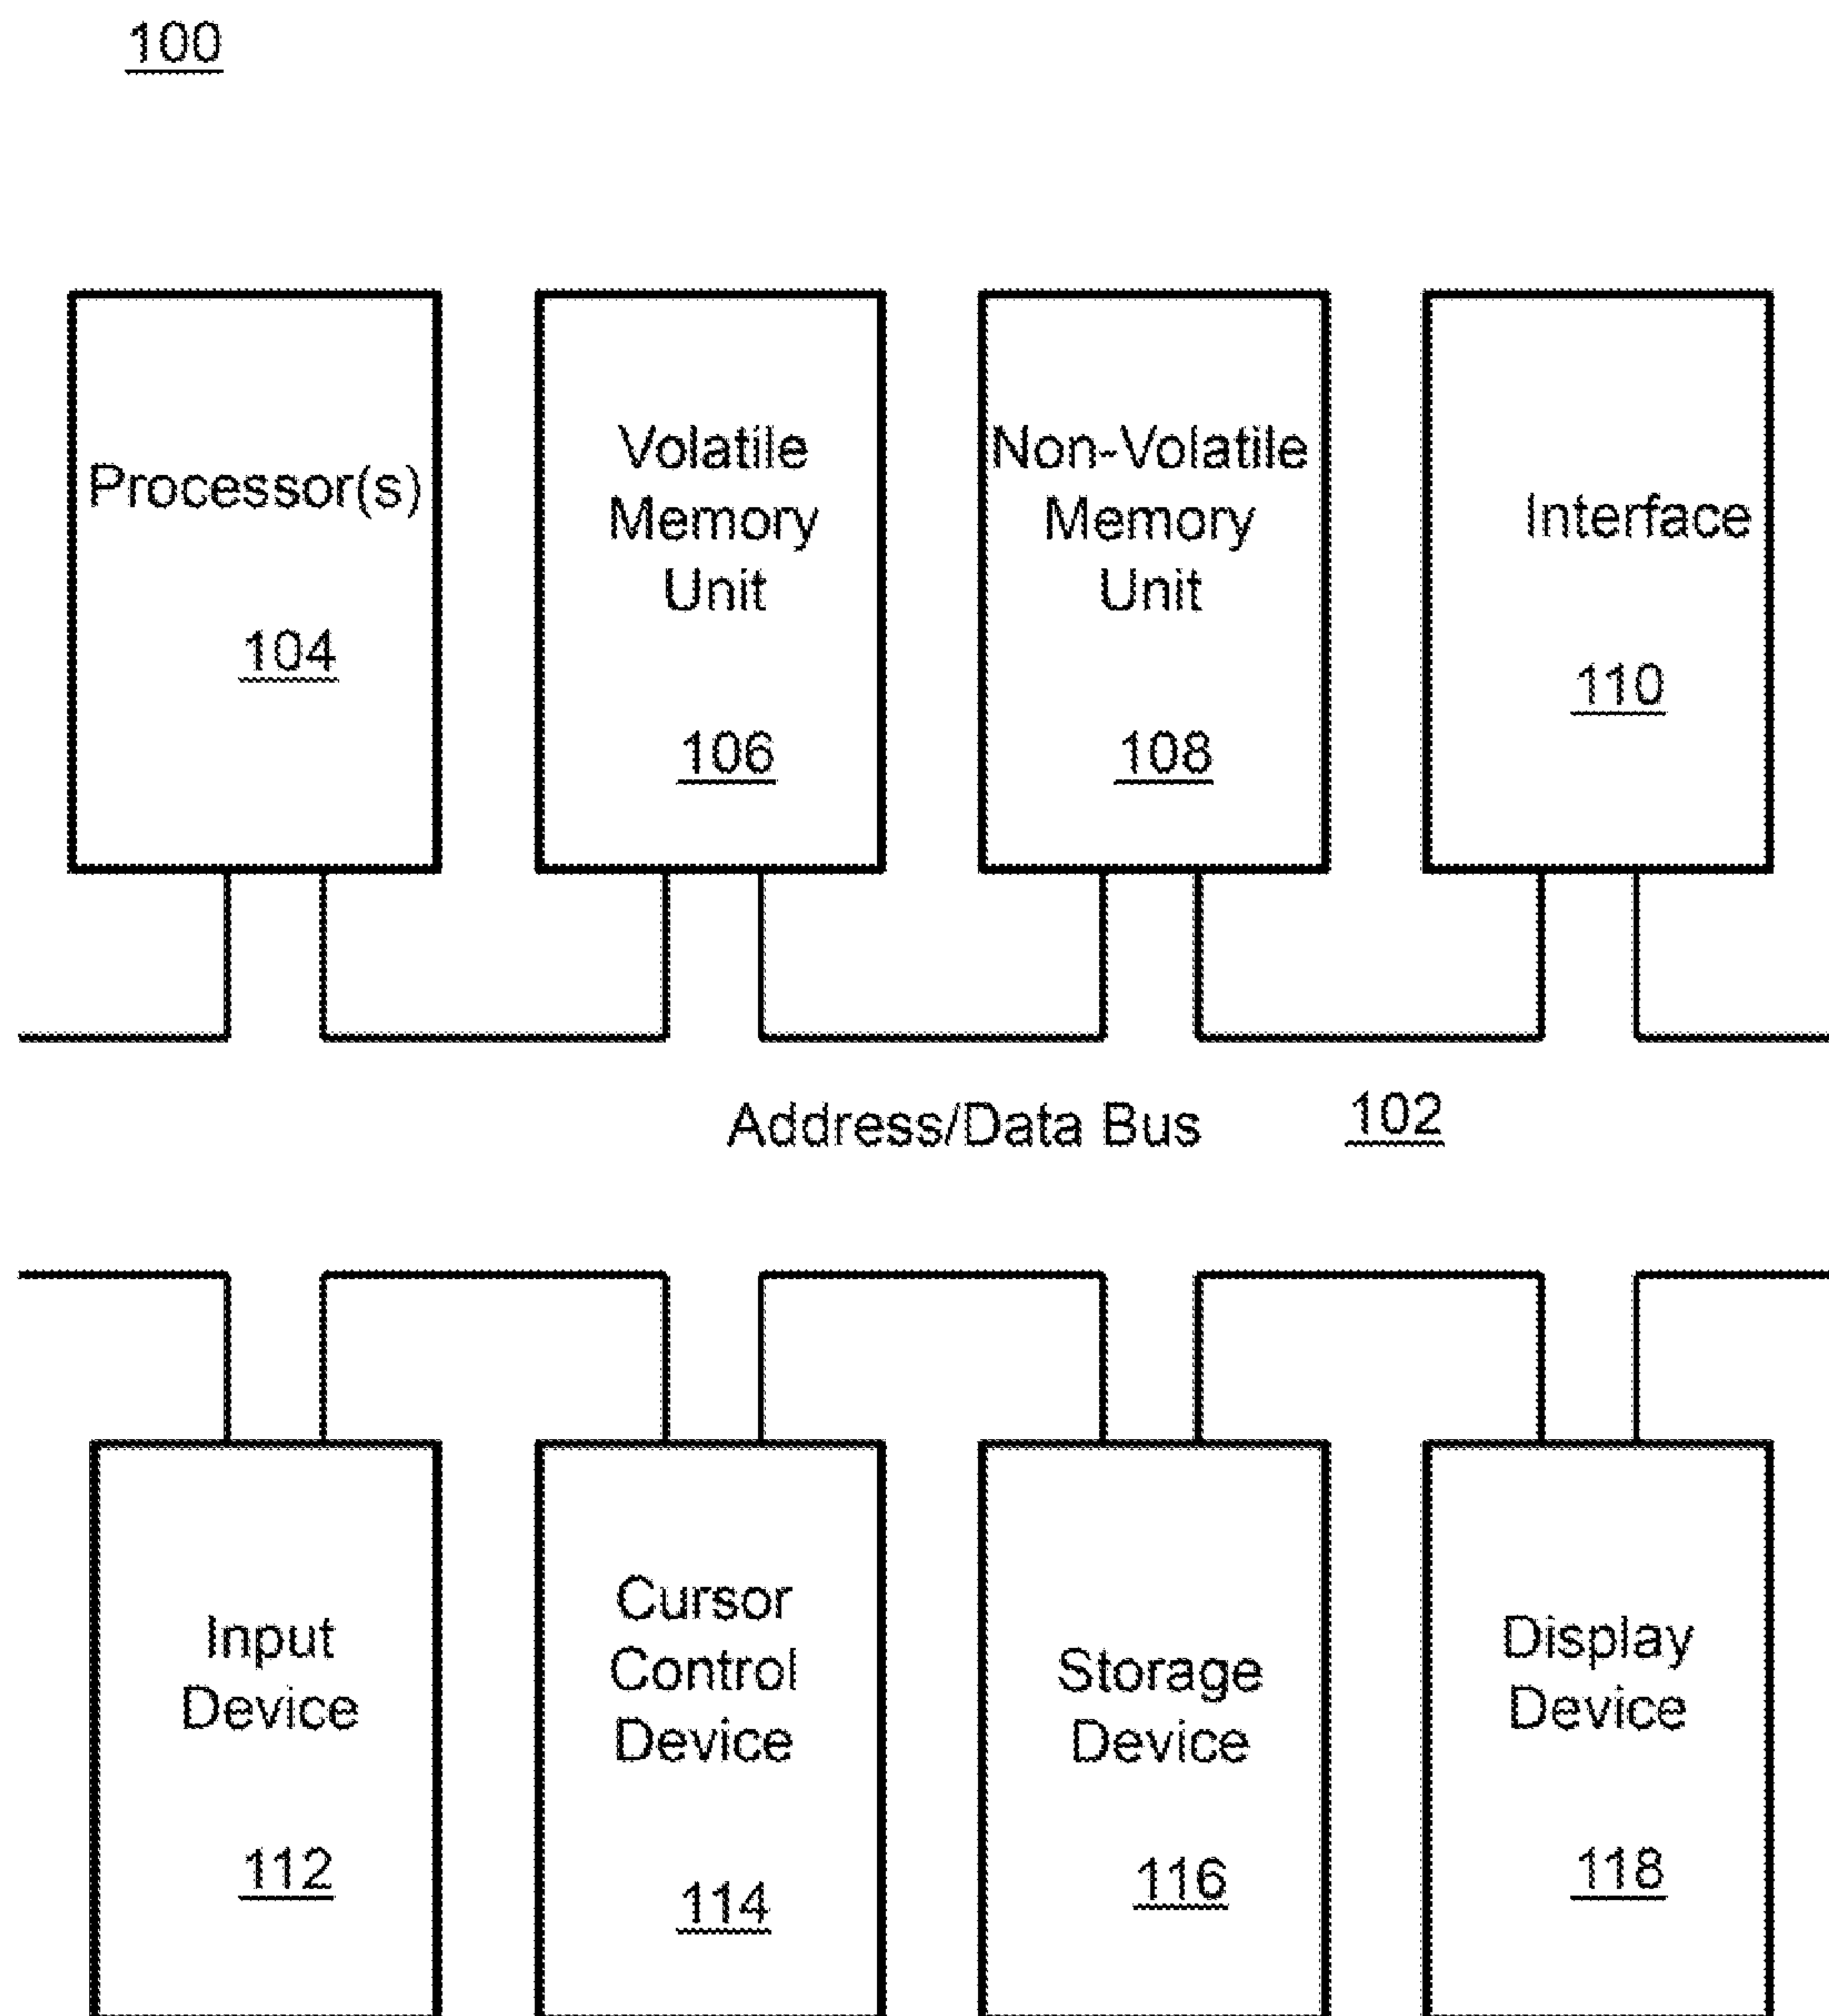 100
Processor(s)
104
Volatile
Memory
Unit
106
Non-Volatile
Memory
Unit
108
Interface
110
Address/Data Bus 102
Input
Device
112
Cursor
Control
Device
114
Storage
Device
116
Display
Device
118